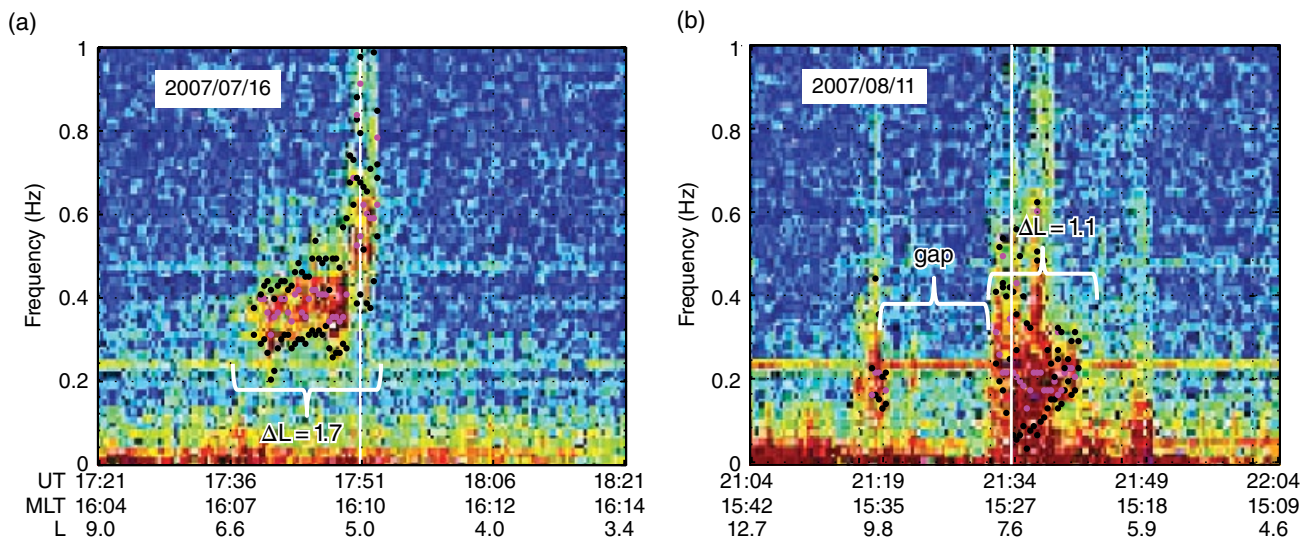 (a)
2007/07/16
Frequency (Hz)
1
0.8
0.6
0.4
0.2
0
ΔL = 1.7
UT 17:21 17:36 17:51 18:06 18:21
MLT 16:04 16:07 16:10 16:12 16:14
L 9.0 6.6 5.0 4.0 3.4
(b)
2007/08/11
Frequency (Hz)
1
0.8
0.6
0.4
0.2
0
gap
ΔL = 1.1
21:04 21:19 21:34 21:49 22:04
15:42 15:35 15:27 15:18 15:09
12.7 9.8 7.6 5.9 4.6